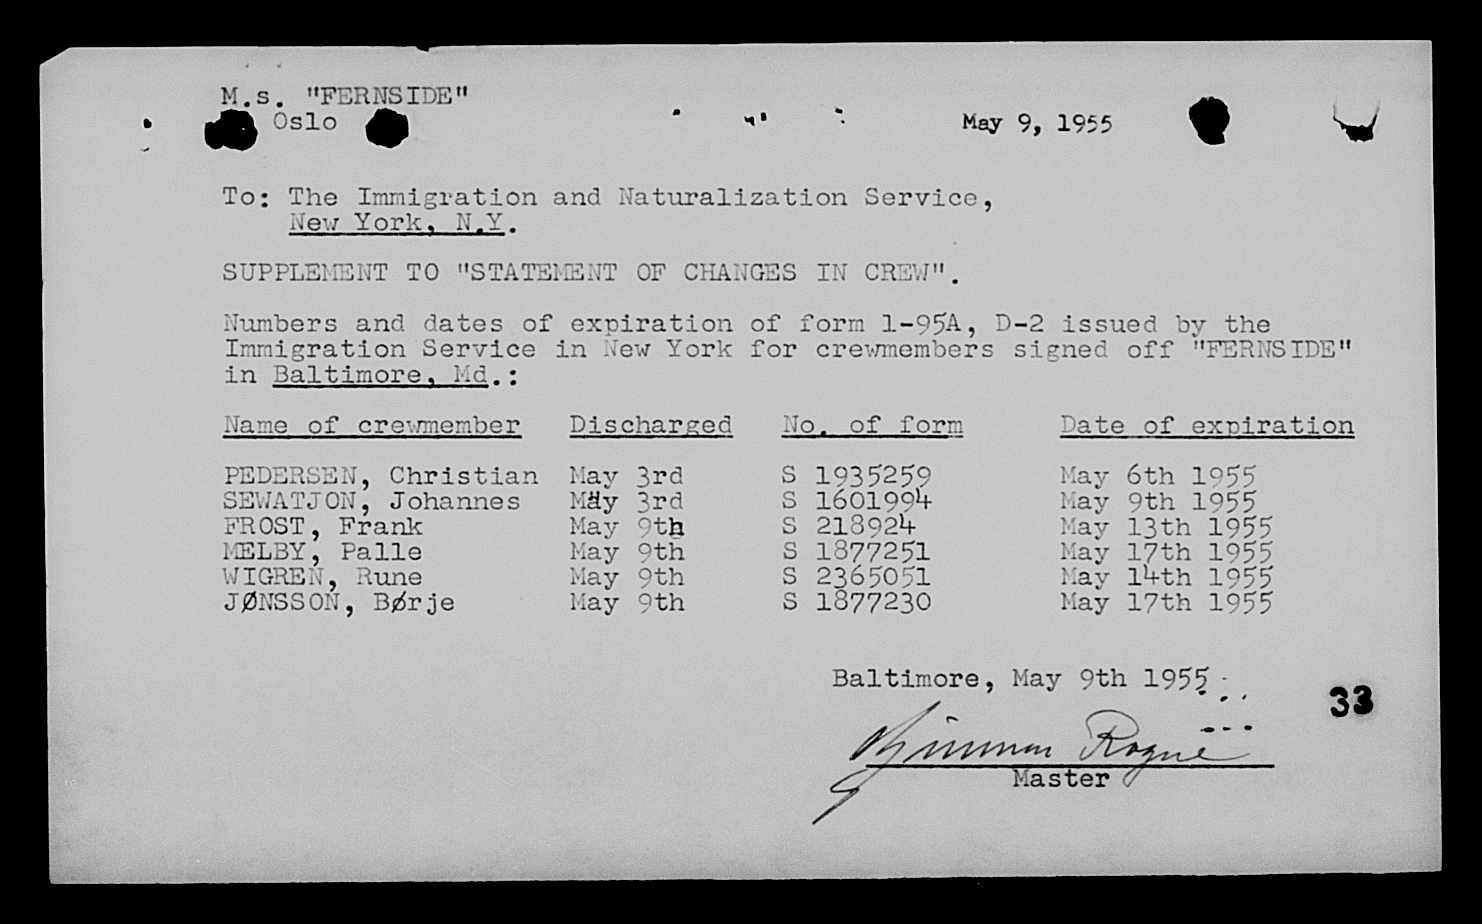 M.s. "FERNSIDE"
Oslo
May 9, 1955
To: The Immigration and Naturalization Service,
New York, N.Y.
SUPPLEMENT TO "STATEMENT OF CHANGES IN CREW".
Numbers and dates of expiration of form 1-95A, D-2 issued by the
Immigration Service in New York for crewmembers signed off "FERNSIDE"
in Baltimore, Md.:
Name of crewmember Discharged No. of form Date of expiration
PEDERSEN, Christian May 3rd S 1935259 May 6th 1955
SEWATJON, Johannes May 3rd S 1601994 May 9th 1955
FROST, Frank May 9th S 218924 May 13th 1955
MELBY, Palle May 9th S 1877251 May 17th 1955
WIGREN, Rune May 9th S 2365051 May 14th 1955
JØNSSON, Børje May 9th S 1877230 May 17th 1955
Baltimore, May 9th 1955
33
Master